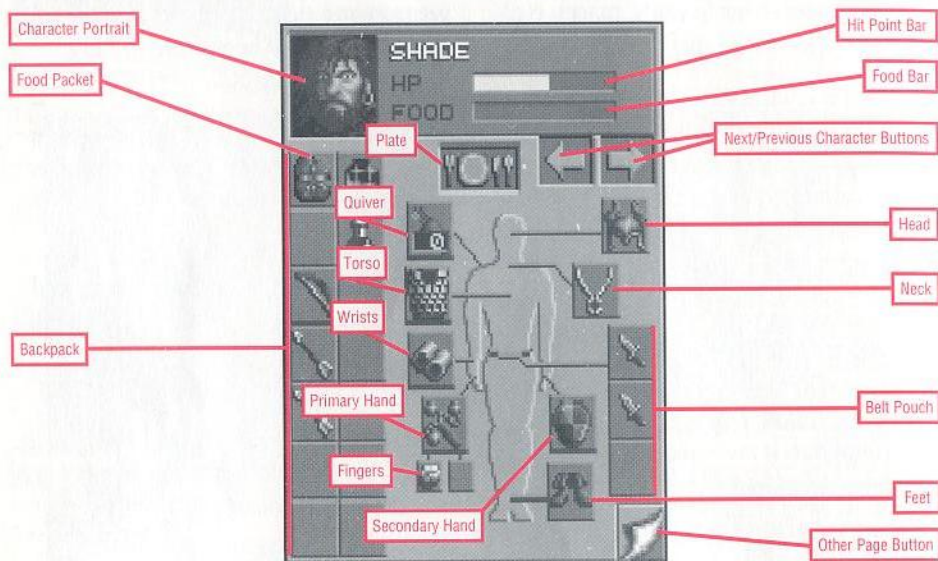 Character Portrait
Hit Point Bar
SHADE
HP
Food Packet
Food Bar
FOOD
Plate
Next/Previous Character Buttons
Quiver
0
Head
Torso
Neck
Wrists
Backpack
Primary Hand
Belt Pouch
Fingers
Feet
Secondary Hand
Other Page Button